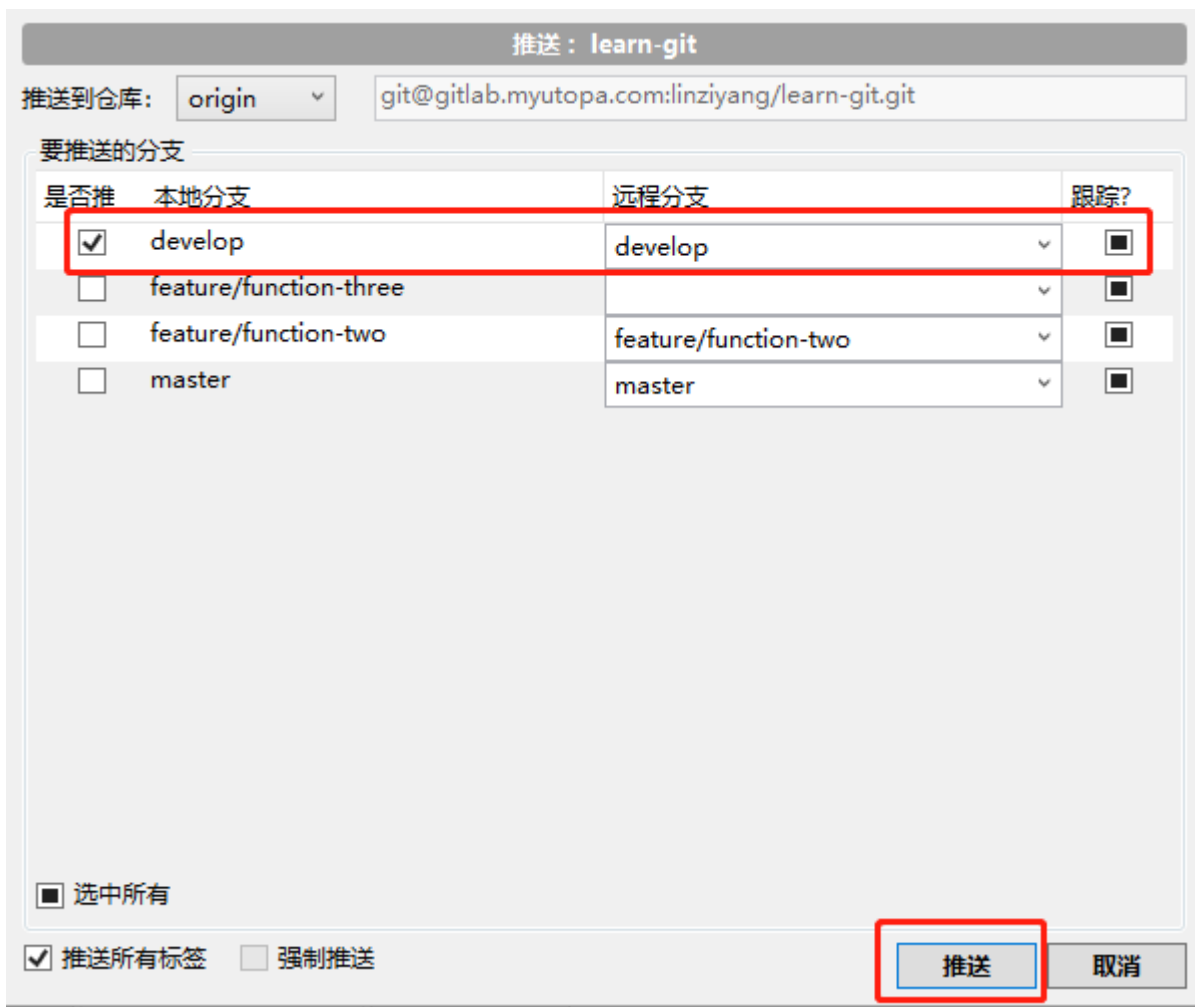 推送： learn-git
推送到仓库： origin git@gitlab.myutopa.com:linziyang/learn-git.git
要推送的分支
是否推 本地分支 远程分支 跟踪?
develop develop
feature/function-three
feature/function-two feature/function-two
master master
选中所有
推送所有标签 强制推送 推送 取消